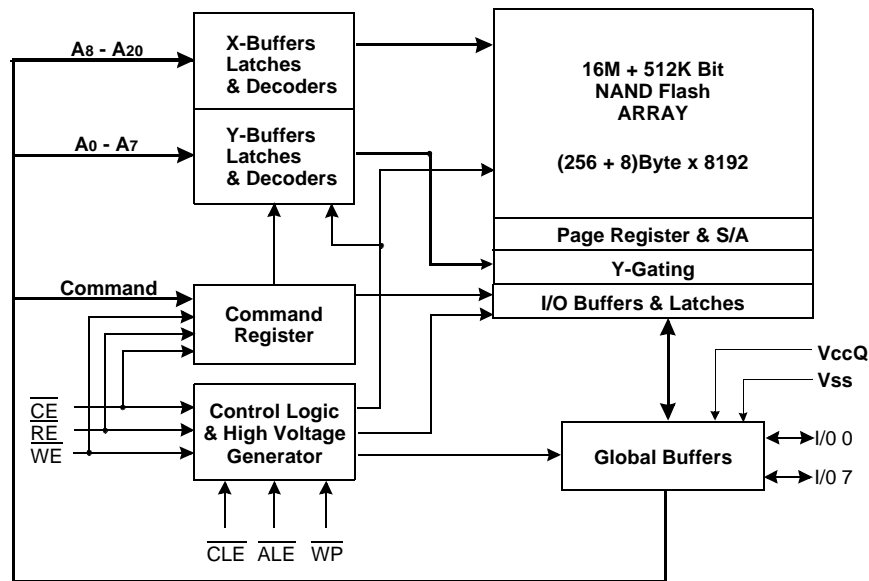 A8 - A20
X-Buffers
Latches
& Decoders
A0 - A7
Y-Buffers
Latches
& Decoders
16M + 512K Bit
NAND Flash
ARRAY
(256 + 8)Byte x 8192
Page Register & S/A
Y-Gating
I/O Buffers & Latches
Command
Command
Register
VccQ
Vss
CE
RE
WE
Control Logic
& High Voltage
Generator
Global Buffers
I/0 0
I/0 7
CLE ALE WP